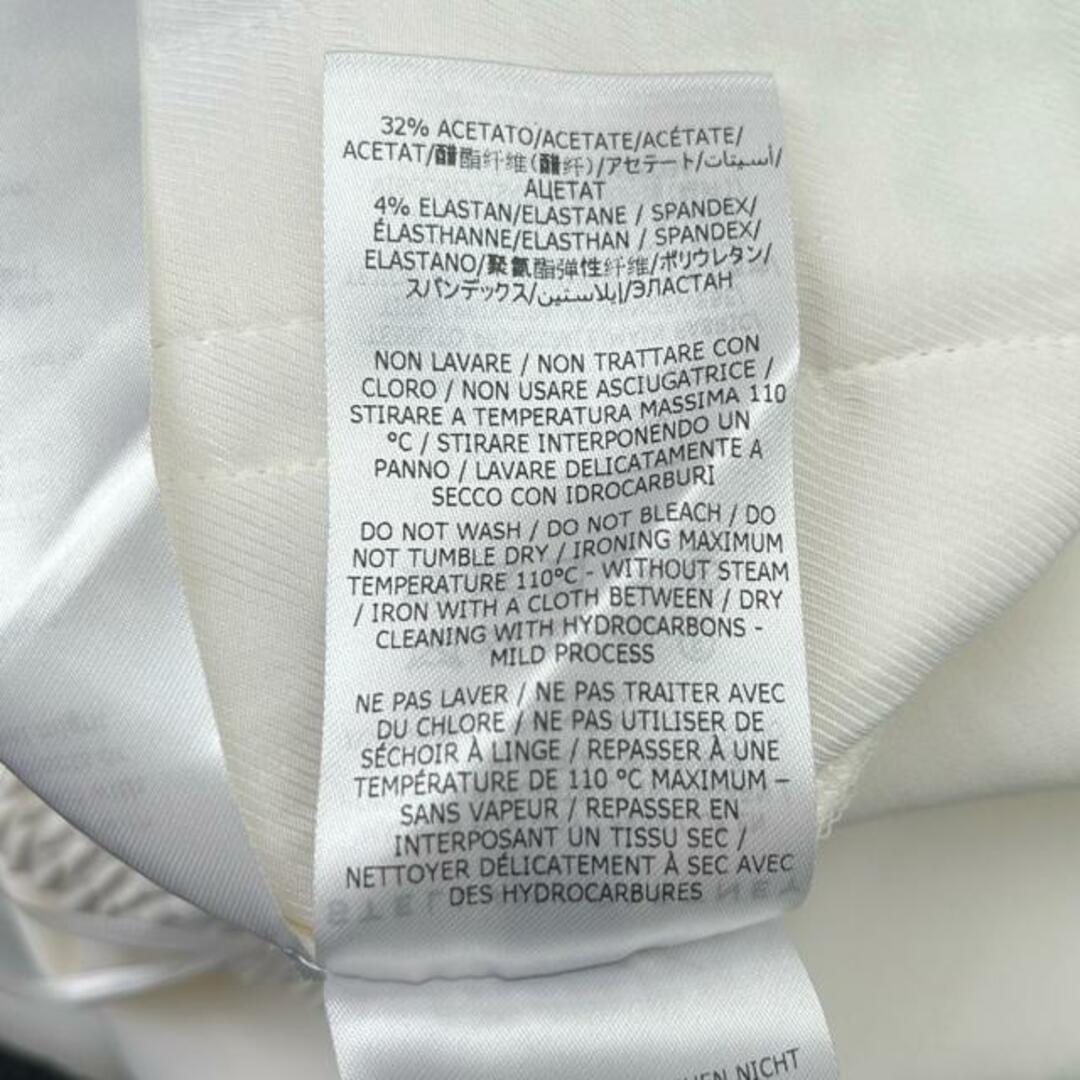 32% ACETATO/ACETATE/ACÉTATE/
ACETAT/醋酯纤维(醋纤)/アセテート/أسيتات/
АЦЕТАТ
4% ELASTAN/ELASTANE / SPANDEX/
ÉLASTHANNE/ELASTHAN / SPANDEX/
ELASTANO/聚氨酯弹性纤维/ポリウレタン/
スパンデックス/إيلاستين/ЭЛАСТАН
NON LAVARE / NON TRATTARE CON
CLORO / NON USARE ASCIUGATRICE /
STIRARE A TEMPERATURA MASSIMA 110
°C / STIRARE INTERPONENDO UN
PANNO / LAVARE DELICATAMENTE A
SECCO CON IDROCARBURI
DO NOT WASH / DO NOT BLEACH / DO
NOT TUMBLE DRY / IRONING MAXIMUM
TEMPERATURE 110°C - WITHOUT STEAM
/ IRON WITH A CLOTH BETWEEN / DRY
CLEANING WITH HYDROCARBONS -
MILD PROCESS
NE PAS LAVER / NE PAS TRAITER AVEC
DU CHLORE / NE PAS UTILISER DE
SÉCHOIR À LINGE / REPASSER À UNE
TEMPÉRATURE DE 110 °C MAXIMUM –
SANS VAPEUR / REPASSER EN
INTERPOSANT UN TISSU SEC /
NETTOYER DÉLICATEMENT À SEC AVEC
DES HYDROCARBURES
NICHT